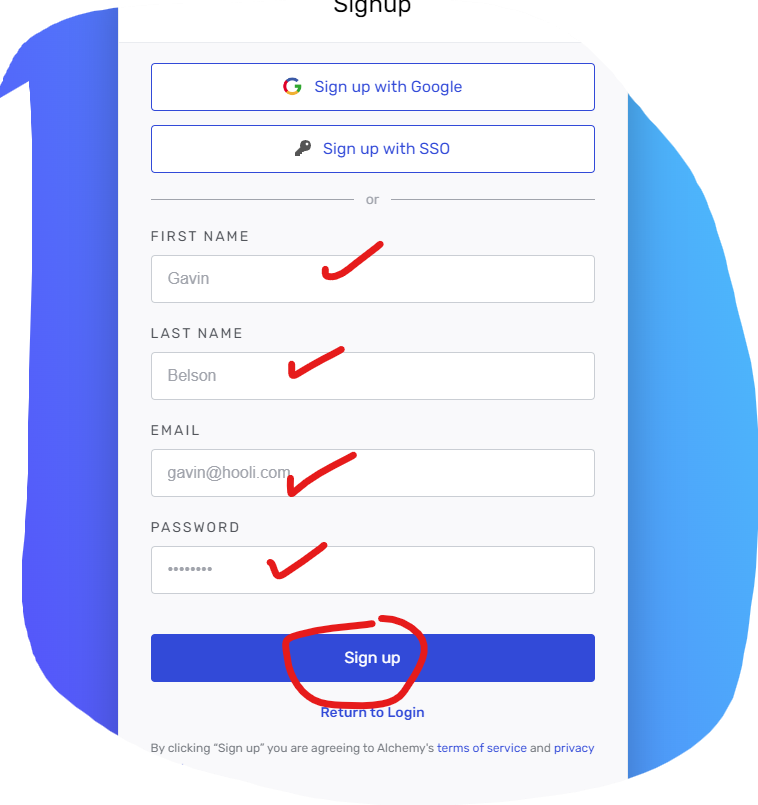 Signup
Sign up with Google
Sign up with SSO
or
FIRST NAME
Gavin
LAST NAME
Belson
EMAIL
gavin@hooli.com
PASSWORD
••••••••
Sign up
Return to Login
By clicking “Sign up” you are agreeing to Alchemy's terms of service and privacy